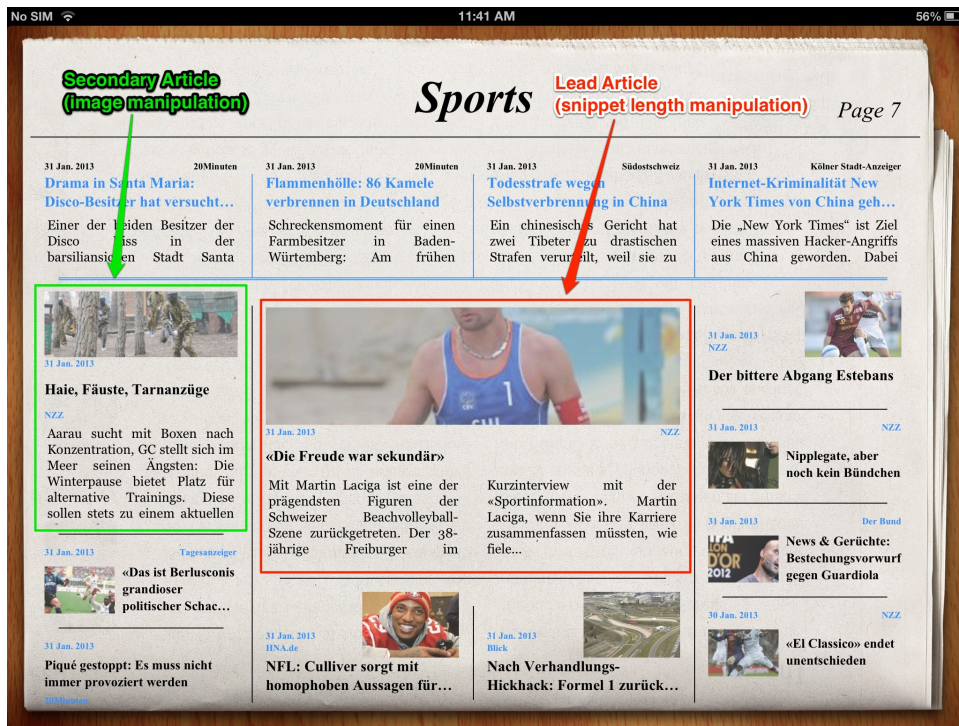 No SIM 11:41 AM 56%
Secondary Article
(image manipulation)
Sports
Lead Article
(snippet length manipulation)
Page 7
31 Jan. 2013 20Minuten
Drama in Santa Maria:
Disco-Besitzer hat versucht…
Einer der beiden Besitzer der
Disco Kiss in der
barsiliansichen Stadt Santa
31 Jan. 2013 20Minuten
Flammenhölle: 86 Kamele
verbrennen in Deutschland
Schreckensmoment für einen
Farmbesitzer in Baden-
Würtemberg: Am frühen
31 Jan. 2013 Südostschweiz
Todesstrafe wegen
Selbstverbrennung in China
Ein chinesisches Gericht hat
zwei Tibeter zu drastischen
Strafen verurteilt, weil sie zu
31 Jan. 2013 Kölner Stadt-Anzeiger
Internet-Kriminalität New
York Times von China geh…
Die „New York Times“ ist Ziel
eines massiven Hacker-Angriffs
aus China geworden. Dabei
31 Jan. 2013
Haie, Fäuste, Tarnanzüge
NZZ
Aarau sucht mit Boxen nach
Konzentration, GC stellt sich im
Meer seinen Ängsten: Die
Winterpause bietet Platz für
alternative Trainings. Diese
sollen stets zu einem aktuellen
31 Jan. 2013 Tagesanzeiger
«Das ist Berlusconis
grandioser
politischer Schac…
31 Jan. 2013
Piqué gestoppt: Es muss nicht
immer provoziert werden
20Minuten
1
31 Jan. 2013 NZZ
«Die Freude war sekundär»
Mit Martin Laciga ist eine der
prägendsten Figuren der
Schweizer Beachvolleyball-
Szene zurückgetreten. Der 38-
jährige Freiburger im
Kurzinterview mit der
«Sportinformation». Martin
Laciga, wenn Sie ihre Karriere
zusammenfassen müssten, wie
fiele...
31 Jan. 2013
HNA.de
NFL: Culliver sorgt mit
homophoben Aussagen für…
31 Jan. 2013
Blick
Nach Verhandlungs-
Hickhack: Formel 1 zurück…
31 Jan. 2013
NZZ
Der bittere Abgang Estebans
31 Jan. 2013 NZZ
Nipplegate, aber
noch kein Bündchen
31 Jan. 2013 Der Bund
D'OR
2012
News & Gerüchte:
Bestechungsvorwurf
gegen Guardiola
30 Jan. 2013 NZZ
«El Classico» endet
unentschieden